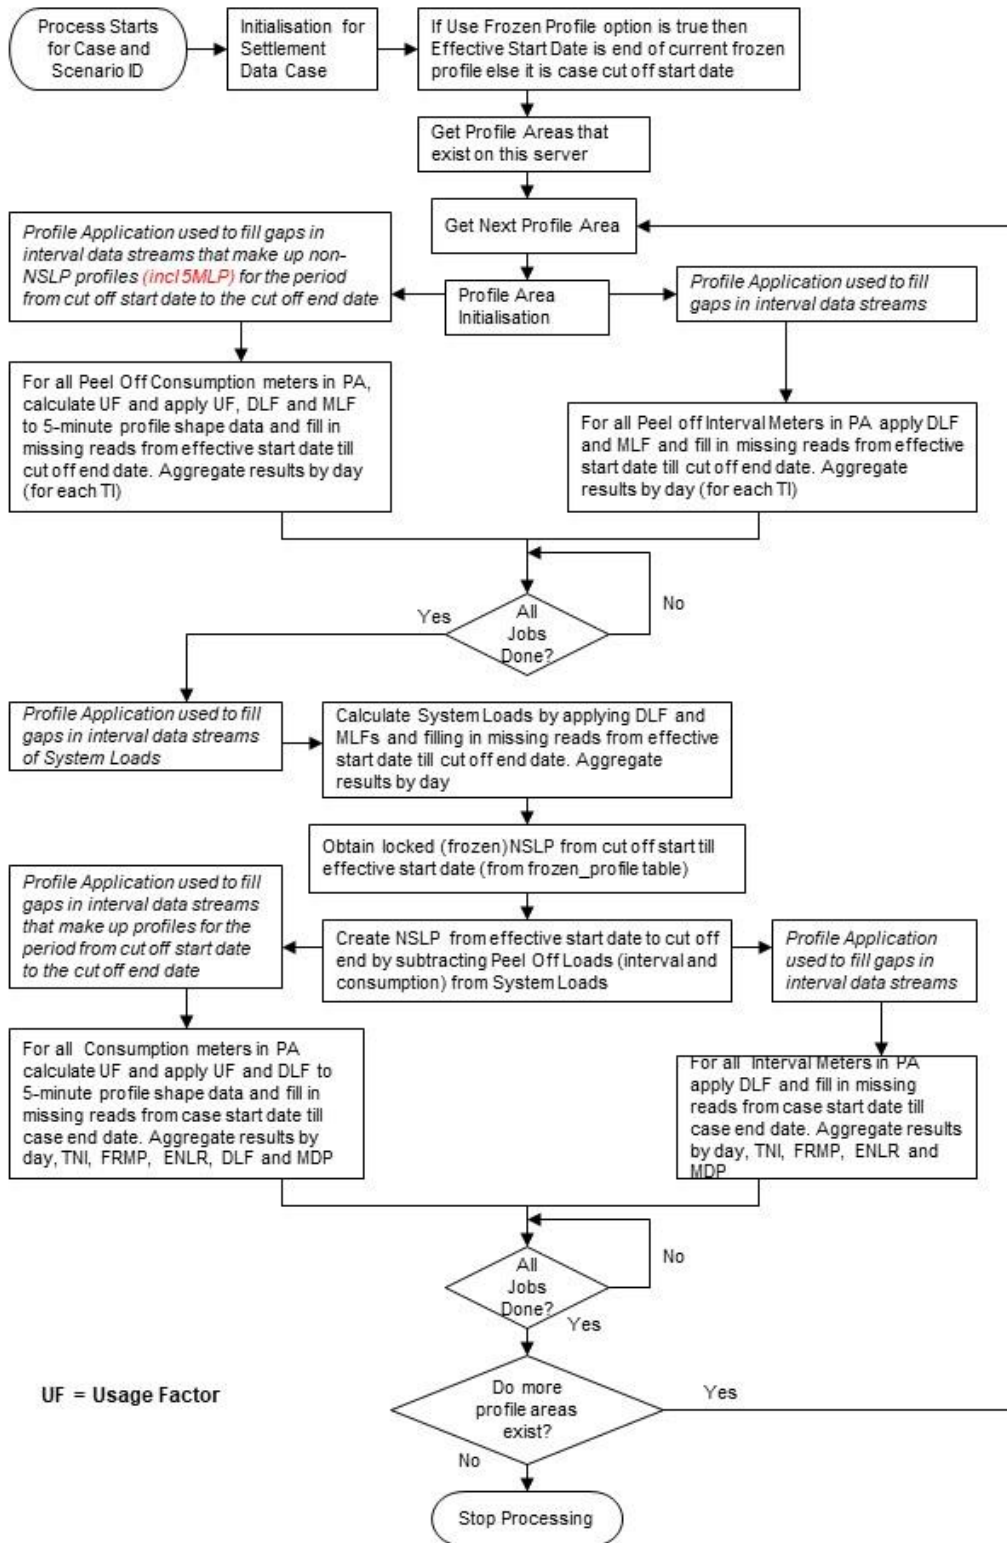 Process Starts
for Case and
Scenario ID
Initialisation for
Settlement
Data Case
If Use Frozen Profile option is true then
Effective Start Date is end of current frozen
profile else it is case cut off start date
Get Profile Areas that
exist on this server
Get Next Profile Area
Profile Application used to fill gaps in
interval data streams that make up non-
NSLP profiles (incl 5MLP) for the period
from cut off start date to the cut off end date
Profile Area
Initialisation
Profile Application used to fill
gaps in interval data streams
For all Peel Off Consumption meters in PA,
calculate UF and apply UF, DLF and MLF
to 5-minute profile shape data and fill in
missing reads from effective start date till
cut off end date. Aggregate results by day
(for each TI)
For all Peel off Interval Meters in PA apply DLF
and MLF and fill in missing reads from effective
start date till cut off end date. Aggregate
results by day (for each TI)
All
Jobs
Done?
Yes
No
Profile Application used to fill
gaps in interval data streams
of System Loads
Calculate System Loads by applying DLF and
MLFs and filling in missing reads from effective
start date till cut off end date. Aggregate
results by day
Obtain locked (frozen) NSLP from cut off start till
effective start date (from frozen_profile table)
Profile Application used to fill
gaps in interval data streams
that make up profiles for the
period from cut off start date
to the cut off end date
Create NSLP from effective start date to cut off
end by subtracting Peel Off Loads (interval and
consumption) from System Loads
Profile Application
used to fill gaps in
interval data streams
For all Consumption meters in PA
calculate UF and apply UF and DLF to
5-minute profile shape data and fill in
missing reads from case start date till
case end date. Aggregate results by
day, TNI, FRMP, ENLR, DLF and MDP
For all Interval Meters in PA
apply DLF and fill in missing
reads from case start date till
case end date. Aggregate results
by day, TNI, FRMP, ENLR and
MDP
All
Jobs
Done?
No
Yes
UF = Usage Factor
Do more
profile areas
exist?
Yes
No
Stop Processing